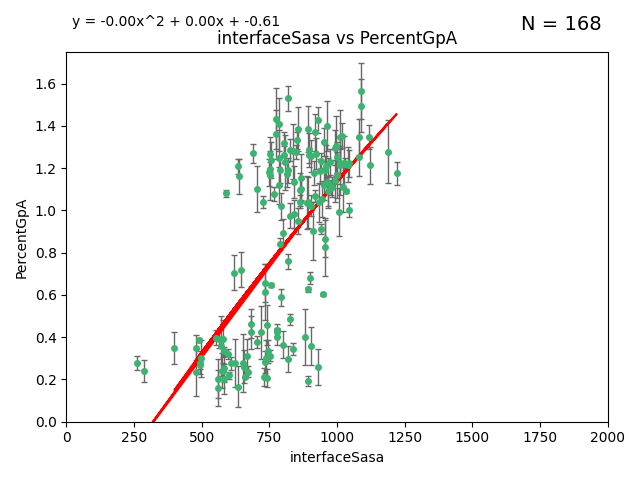 y = -0.00x^2 + 0.00x + -0.61
N = 168
interfaceSasa vs PercentGpA
PercentGpA
1.6
1.4
1.2
1.0
0.8
0.6
0.4
0.2
0.0
0 250 500 750 1000 1250 1500 1750 2000
interfaceSasa